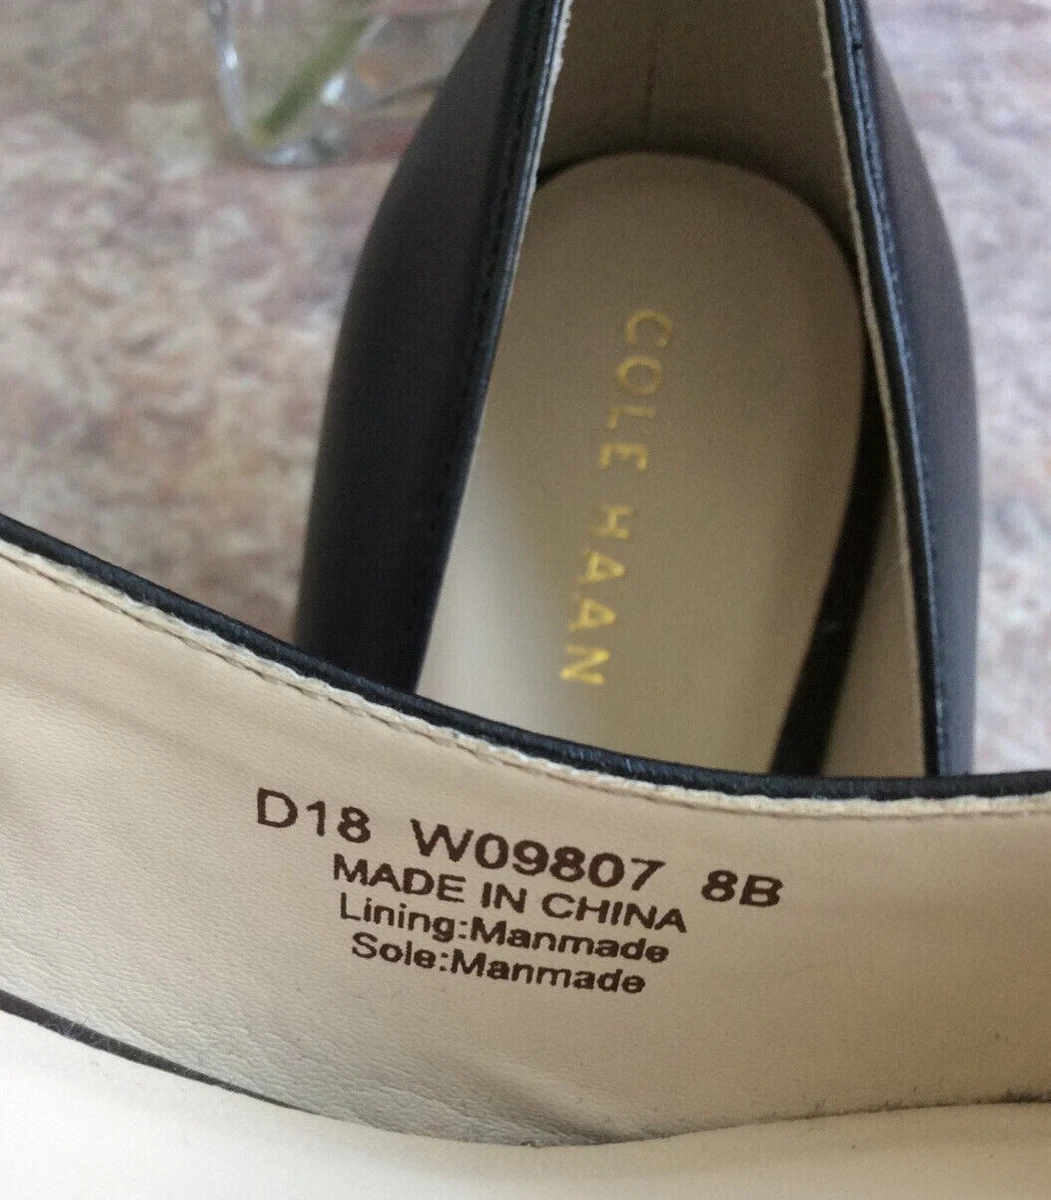 COLE HAAN
D18 W09807 8B
MADE IN CHINA
Lining:Manmade
Sole:Manmade